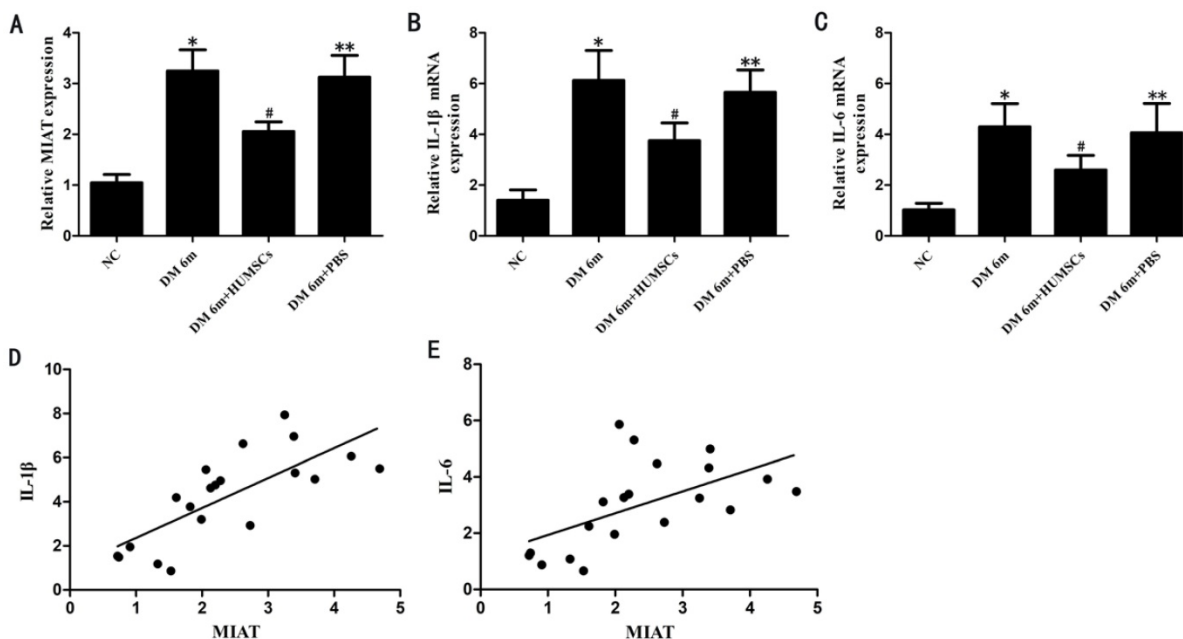 A
Relative MIAT expression
4
3
2
1
0
*
#
**
NC
DM 6m
DM 6m+HUMSCs
DM 6m+PBS
B
Relative IL-1β mRNA
expression
8
6
4
2
0
*
#
**
NC
DM 6m
DM 6m+HUMSCs
DM 6m+PBS
C
Relative IL-6 mRNA
expression
8
6
4
2
0
*
#
**
NC
DM 6m
DM 6m+HUMSCs
DM 6m+PBS
D
IL-1β
10
8
6
4
2
0
0 1 2 3 4 5
MIAT
E
IL-6
8
6
4
2
0
0 1 2 3 4 5
MIAT